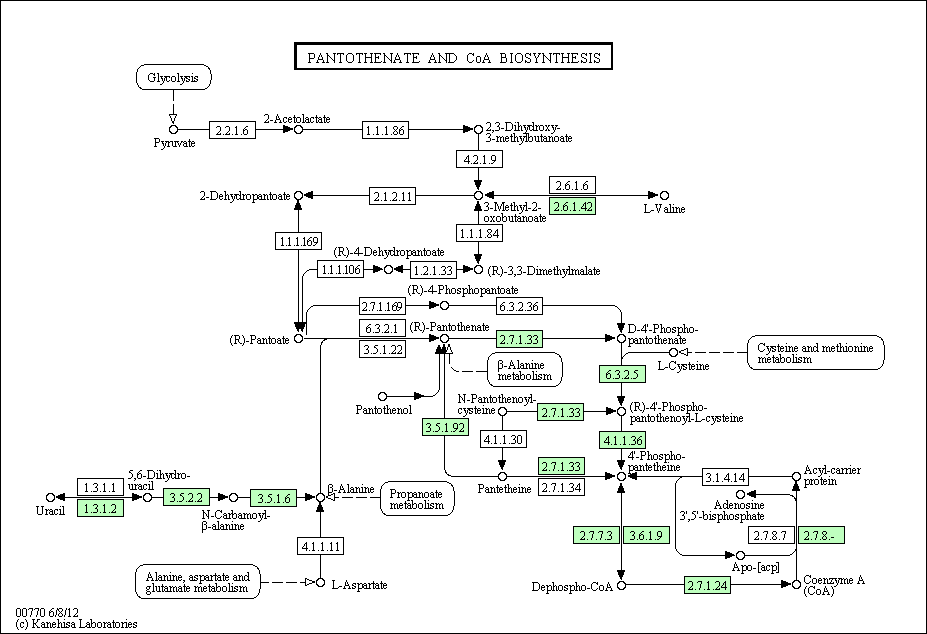 PANTOTHENATE AND CoA BIOSYNTHESIS
Glycolysis
2-Acetolactate
2.2.1.6
1.1.1.86
2,3-Dihydroxy-
3-methylbutanoate
Pyruvate
4.2.1.9
2.6.1.6
2-Dehydropantoate
2.1.2.11
2.6.1.42
3-Methyl-2-
oxobutanoate
L-Valine
1.1.1.84
1.1.1.169
(R)-4-Dehydropantoate
1.1.1.106
1.2.1.33
(R)-3,3-Dimethylmalate
(R)-4-Phosphopantoate
2.7.1.169
6.3.2.36
6.3.2.1
(R)-Pantothenate
D-4'-Phospho-
pantothenate
(R)-Pantoate
2.7.1.33
3.5.1.22
Cysteine and methionine
metabolism
β-Alanine
metabolism
L-Cysteine
6.3.2.5
Pantothenol
N-Pantothenoyl-
cysteine
2.7.1.33
(R)-4'-Phospho-
pantothenoyl-L-cysteine
3.5.1.92
4.1.1.30
4.1.1.36
4'-Phospho-
pantetheine
2.7.1.33
5,6-Dihydro-
uracil
Pantetheine
2.7.1.34
3.1.4.14
Acyl-carrier
protein
1.3.1.1
β-Alanine
Uracil
1.3.1.2
3.5.2.2
3.5.1.6
N-Carbamoyl-
β-alanine
Propanoate
metabolism
Adenosine
3',5'-bisphosphate
4.1.1.11
2.7.7.3
3.6.1.9
2.7.8.7
2.7.8.-
Apo-[acp]
Alanine, aspartate and
glutamate metabolism
L-Aspartate
Dephospho-CoA
2.7.1.24
Coenzyme A
(CoA)
00770 6/8/12
(c) Kanehisa Laboratories